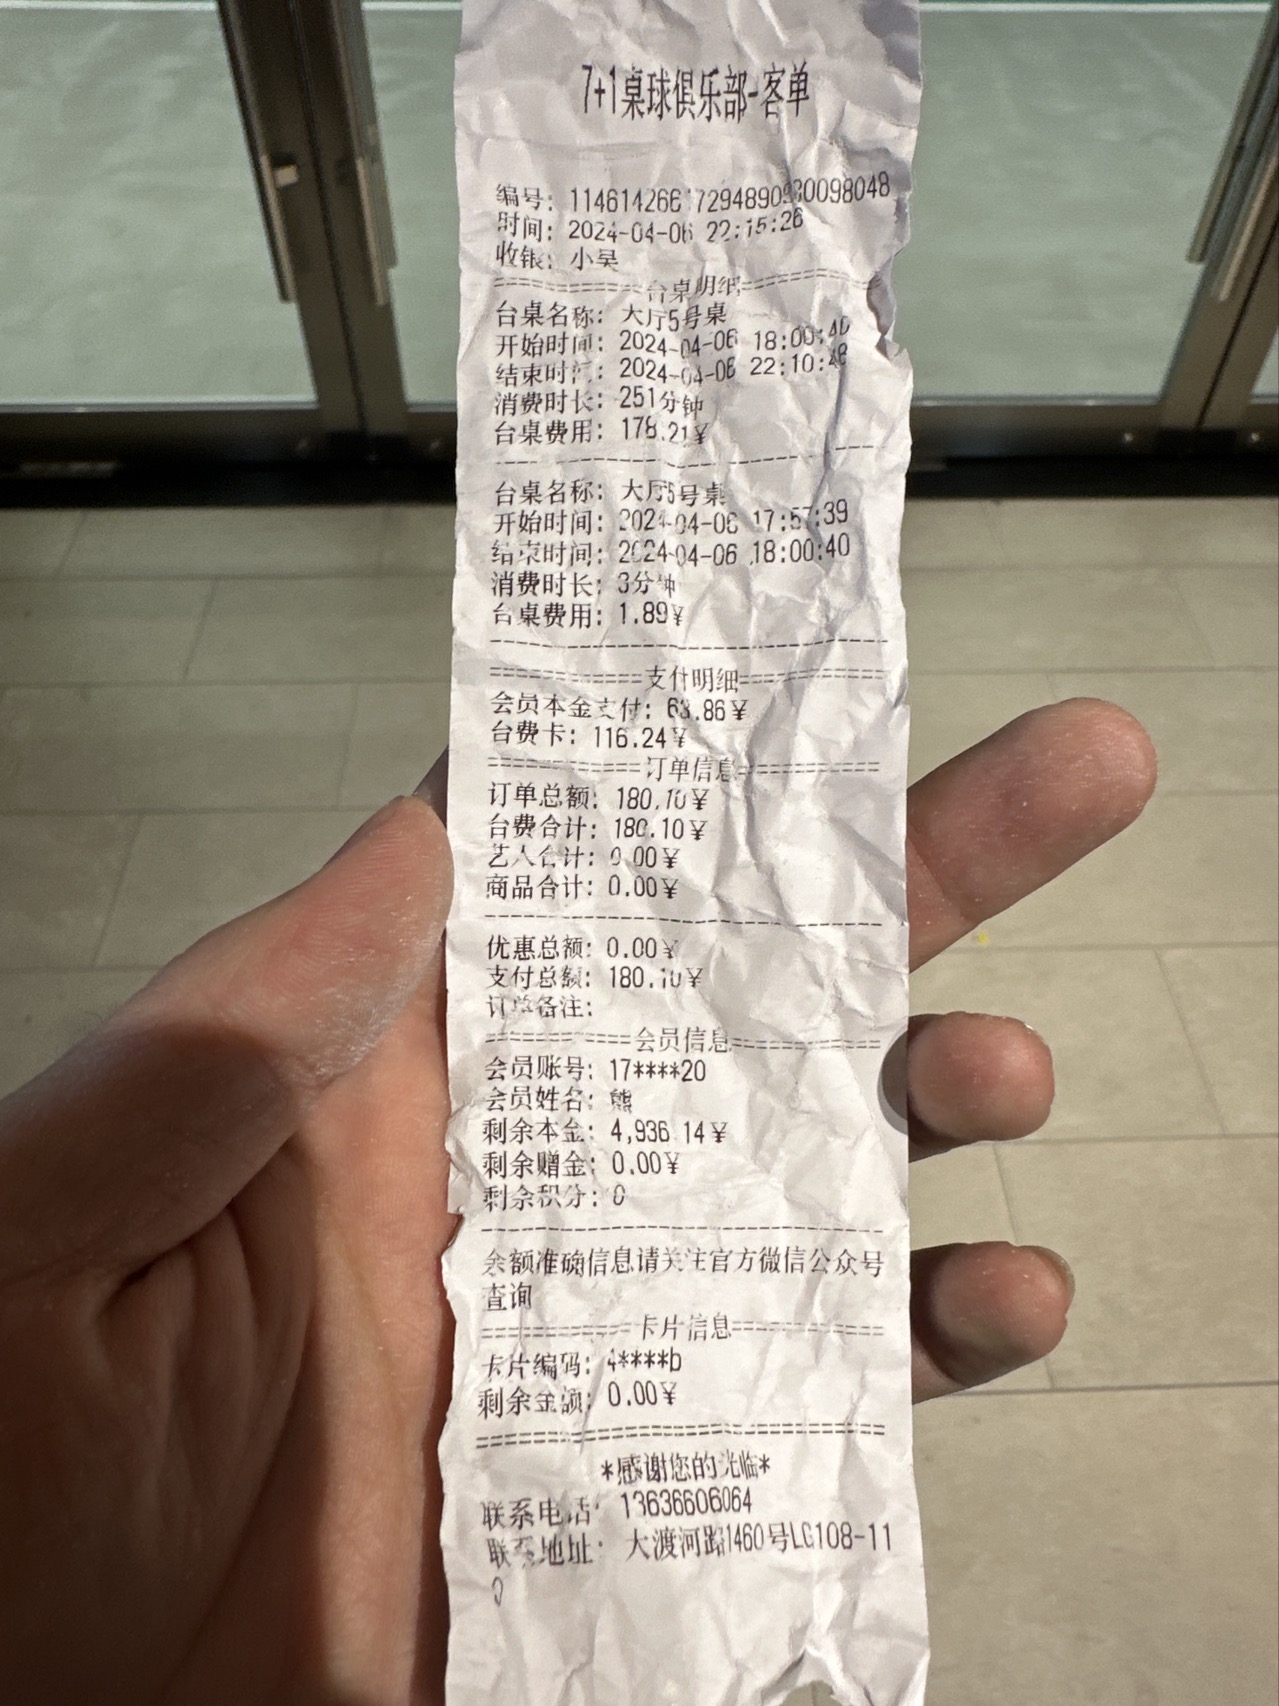 7+1桌球俱乐部-客单
编号:
时间: 2024-04-06 22:15:26
收银: 小吴
==========台桌明细==========
台桌名称: 大厅5号桌
开始时间: 2024-04-06 18:00:40
结束时间: 2024-04-06 22:10:48
消费时长: 251分钟
台桌费用: 178.21¥
--------------------------------
台桌名称: 大厅5号桌
开始时间: 2024-04-06 17:57:39
结束时间: 2024-04-06 18:00:40
消费时长: 3分钟
台桌费用: 1.89¥
--------------------------------
==========支付明细==========
会员本金支付: 63.86¥
台费卡: 116.24¥
==========订单信息==========
订单总额: 180.10¥
台费合计: 180.10¥
艺人合计: 0.00¥
商品合计: 0.00¥
--------------------------------
优惠总额: 0.00¥
支付总额: 180.10¥
订单备注:
==========会员信息==========
会员账号: 17****20
会员姓名: 熊
剩余本金: 4,936.14¥
剩余赠金: 0.00¥
剩余积分: 0
--------------------------------
余额准确信息请关注官方微信公众号
查询
==========卡片信息==========
卡片编码: 4****b
剩余金额: 0.00¥
================================
*感谢您的光临*
联系电话: 13636606064
联系地址: 大渡河路1460号LG108-11
0